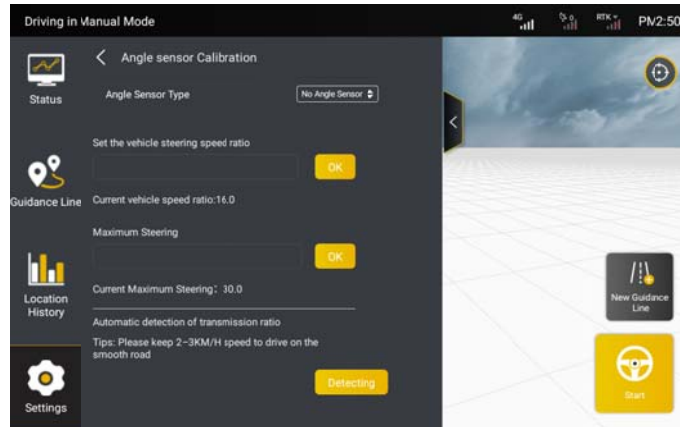 Driving in Manual Mode
4G
0
RTK
PM2:50
Angle sensor Calibration
Status
Angle Sensor Type
No Angle Sensor
Set the vehicle steering speed ratio
OK
Guidance Line
Current vehicle speed ratio:16.0
Maximum Steering
OK
Current Maximum Steering: 30.0
Location
History
New Guidance
Line
Automatic detection of transmission ratio
Tips: Please keep 2-3KM/H speed to drive on the
smooth road
Detecting
Settings
Start